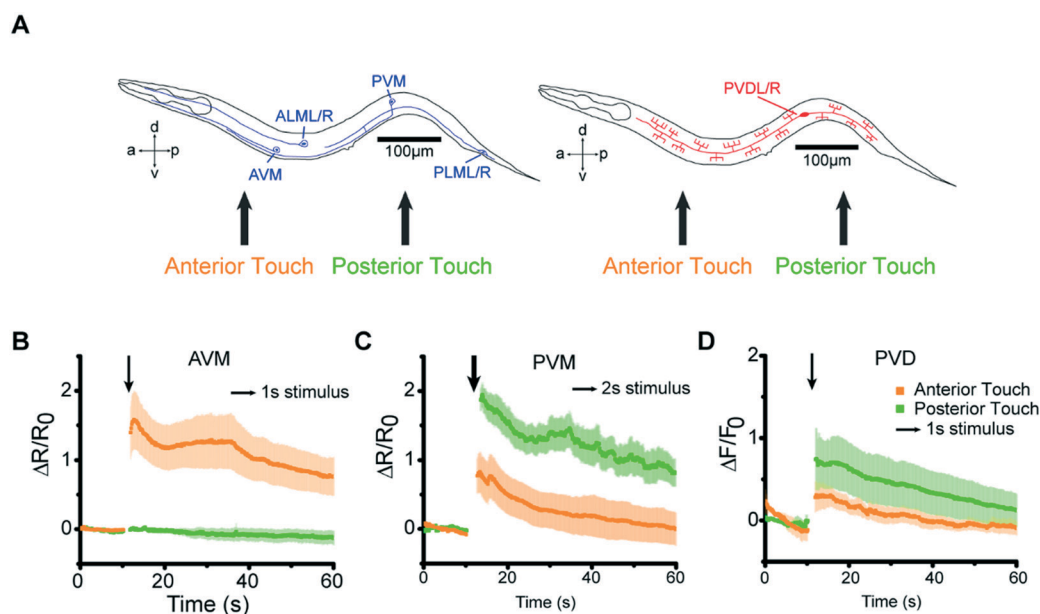 A
PVM
ALML/R
d
a p
v
AVM
100μm
PLML/R
Anterior Touch Posterior Touch
PVDL/R
d
a p
v
100μm
Anterior Touch Posterior Touch
B
AVM
1s stimulus
ΔR/R0
2
1
0
0 20 40 60
Time (s)
C
PVM
2s stimulus
ΔR/R0
2
1
0
0 20 40 60
Time (s)
D
PVD
Anterior Touch
Posterior Touch
1s stimulus
ΔF/F0
2
1
0
0 20 40 60
Time (s)